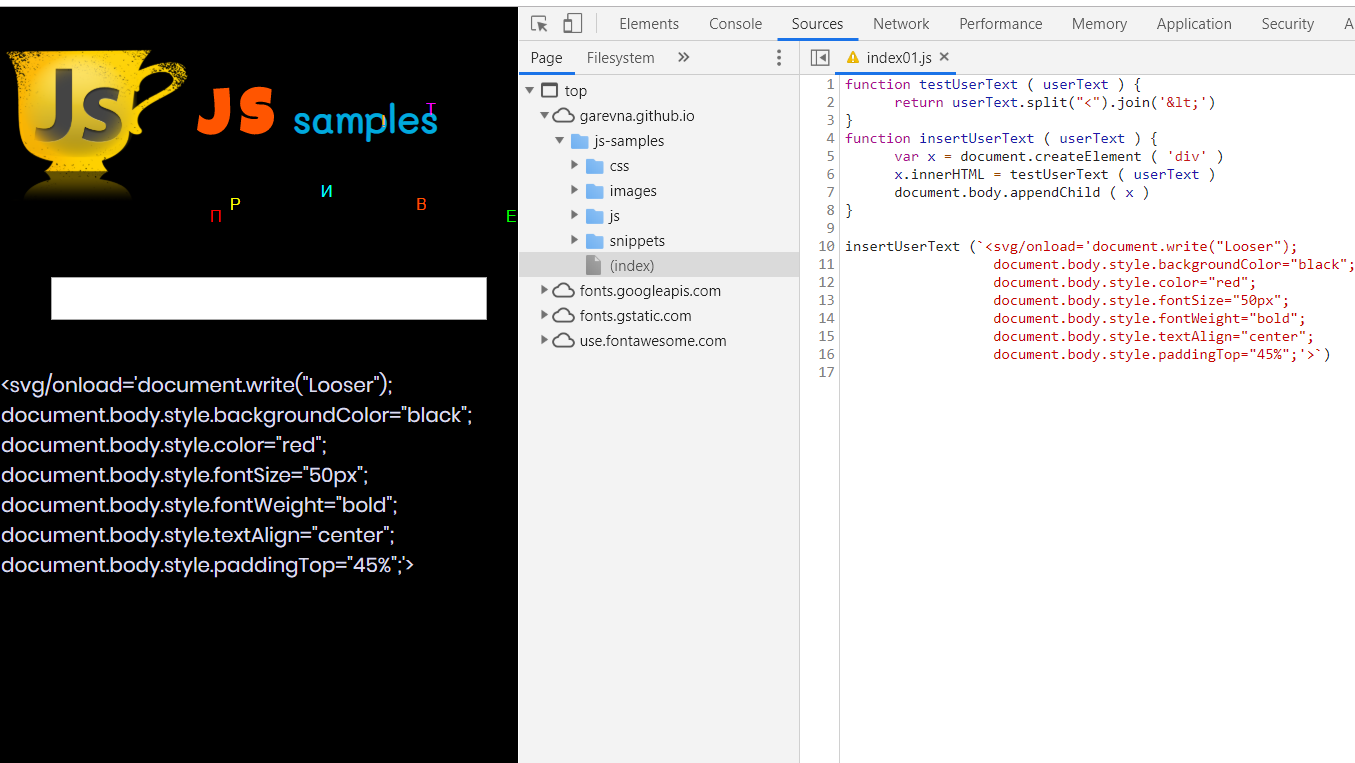 Js
JS samples
Т
!
И
Р
В
П
Е
<svg/onload='document.write("Looser");
document.body.style.backgroundColor="black";
document.body.style.color="red";
document.body.style.fontSize="50px";
document.body.style.fontWeight="bold";
document.body.style.textAlign="center";
document.body.style.paddingTop="45%";'>
Elements Console Sources Network Performance Memory Application Security A
Page Filesystem »
top
garevna.github.io
js-samples
css
images
js
snippets
(index)
fonts.googleapis.com
fonts.gstatic.com
use.fontawesome.com
index01.js ×
1 function testUserText ( userText ) {
2 return userText.split("<").join('&lt;')
3 }
4 function insertUserText ( userText ) {
5 var x = document.createElement ( 'div' )
6 x.innerHTML = testUserText ( userText )
7 document.body.appendChild ( x )
8 }
9
10 insertUserText (`<svg/onload='document.write("Looser");
11 document.body.style.backgroundColor="black";
12 document.body.style.color="red";
13 document.body.style.fontSize="50px";
14 document.body.style.fontWeight="bold";
15 document.body.style.textAlign="center";
16 document.body.style.paddingTop="45%";'>`)
17